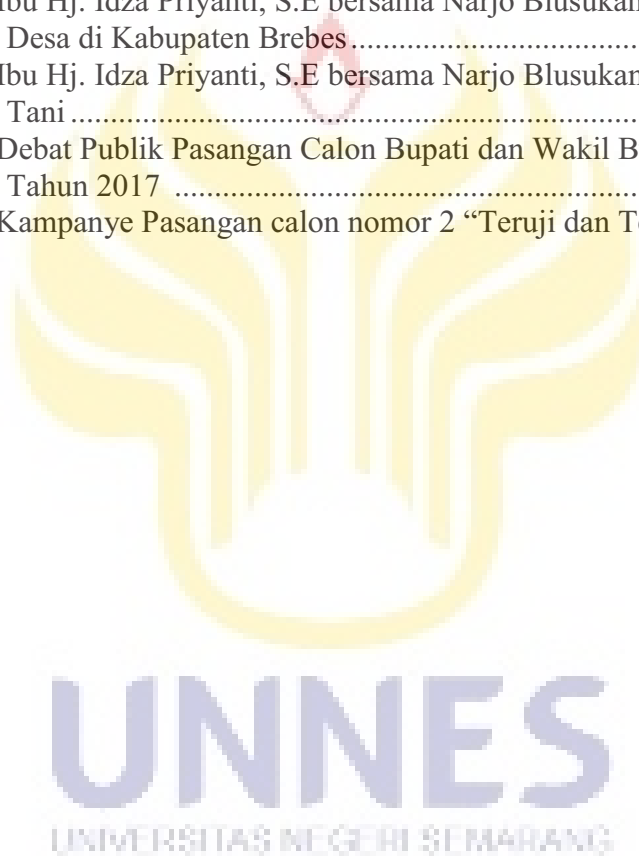 Ibu Hj. Idza Priyanti, S.E bersama Narjo Blusukan
Desa di Kabupaten Brebes....................................
Ibu Hj. Idza Priyanti, S.E bersama Narjo Blusukan
Tani.......................................................................
Debat Publik Pasangan Calon Bupati dan Wakil B
Tahun 2017 ..........................................................
Kampanye Pasangan calon nomor 2 “Teruji dan Te
UNNES
UNIVERSITAS NEGERI SEMARANG